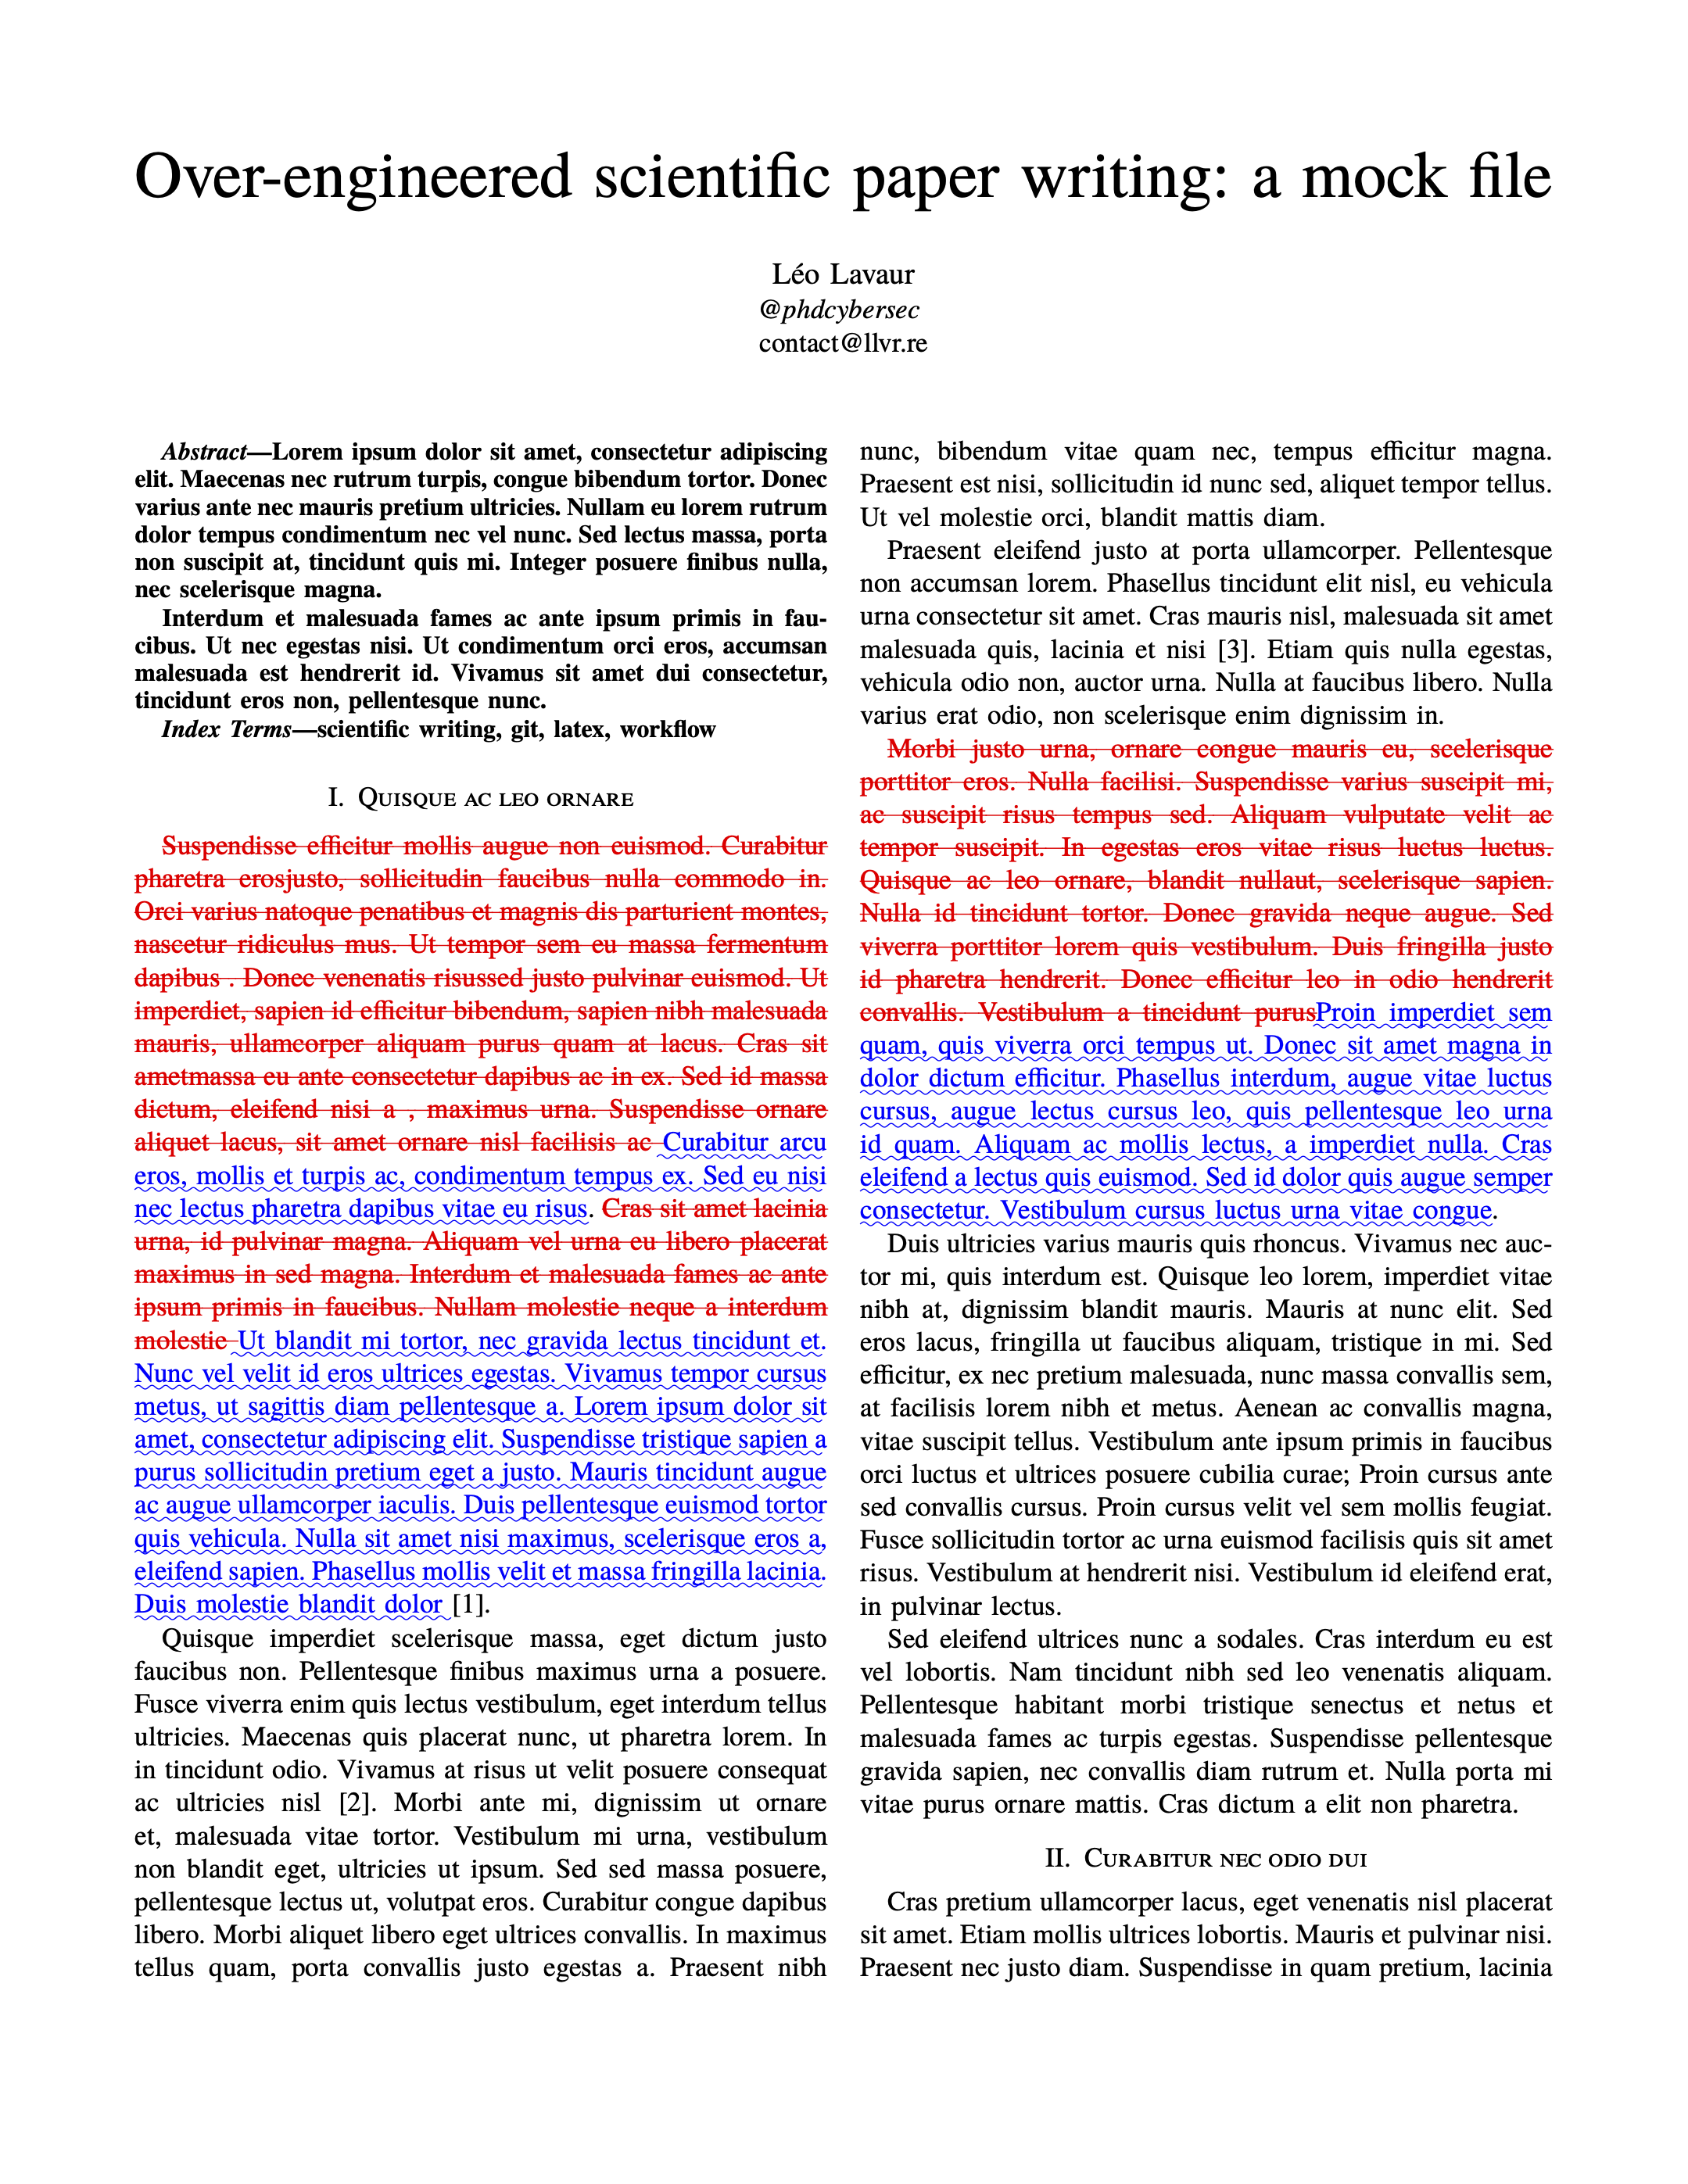 Over-engineered scientific paper writing: a mock file
Léo Lavaur
@phdcybersec
contact@llvr.re
Abstract—Lorem ipsum dolor sit amet, consectetur adipiscing
elit. Maecenas nec rutrum turpis, congue bibendum tortor. Donec
varius ante nec mauris pretium ultricies. Nullam eu lorem rutrum
dolor tempus condimentum nec vel nunc. Sed lectus massa, porta
non suscipit at, tincidunt quis mi. Integer posuere finibus nulla,
nec scelerisque magna.
Interdum et malesuada fames ac ante ipsum primis in fau-
cibus. Ut nec egestas nisi. Ut condimentum orci eros, accumsan
malesuada est hendrerit id. Vivamus sit amet dui consectetur,
tincidunt eros non, pellentesque nunc.
Index Terms—scientific writing, git, latex, workflow
I. Quisque ac leo ornare
Suspendisse efficitur mollis augue non euismod. Curabitur
pharetra erosjusto, sollicitudin faucibus nulla commodo in.
Orci varius natoque penatibus et magnis dis parturient montes,
nascetur ridiculus mus. Ut tempor sem eu massa fermentum
dapibus . Donec venenatis risussed justo pulvinar euismod. Ut
imperdiet, sapien id efficitur bibendum, sapien nibh malesuada
mauris, ullamcorper aliquam purus quam at lacus. Cras sit
ametmassa eu ante consectetur dapibus ac in ex. Sed id massa
dictum, eleifend nisi a , maximus urna. Suspendisse ornare
aliquet lacus, sit amet ornare nisl facilisis ac Curabitur arcu
eros, mollis et turpis ac, condimentum tempus ex. Sed eu nisi
nec lectus pharetra dapibus vitae eu risus. Cras sit amet lacinia
urna, id pulvinar magna. Aliquam vel urna eu libero placerat
maximus in sed magna. Interdum et malesuada fames ac ante
ipsum primis in faucibus. Nullam molestie neque a interdum
molestie Ut blandit mi tortor, nec gravida lectus tincidunt et.
Nunc vel velit id eros ultrices egestas. Vivamus tempor cursus
metus, ut sagittis diam pellentesque a. Lorem ipsum dolor sit
amet, consectetur adipiscing elit. Suspendisse tristique sapien a
purus sollicitudin pretium eget a justo. Mauris tincidunt augue
ac augue ullamcorper iaculis. Duis pellentesque euismod tortor
quis vehicula. Nulla sit amet nisi maximus, scelerisque eros a,
eleifend sapien. Phasellus mollis velit et massa fringilla lacinia.
Duis molestie blandit dolor [1].
Quisque imperdiet scelerisque massa, eget dictum justo
faucibus non. Pellentesque finibus maximus urna a posuere.
Fusce viverra enim quis lectus vestibulum, eget interdum tellus
ultricies. Maecenas quis placerat nunc, ut pharetra lorem. In
in tincidunt odio. Vivamus at risus ut velit posuere consequat
ac ultricies nisl [2]. Morbi ante mi, dignissim ut ornare
et, malesuada vitae tortor. Vestibulum mi urna, vestibulum
non blandit eget, ultricies ut ipsum. Sed sed massa posuere,
pellentesque lectus ut, volutpat eros. Curabitur congue dapibus
libero. Morbi aliquet libero eget ultrices convallis. In maximus
tellus quam, porta convallis justo egestas a. Praesent nibh
nunc, bibendum vitae quam nec, tempus efficitur magna.
Praesent est nisi, sollicitudin id nunc sed, aliquet tempor tellus.
Ut vel molestie orci, blandit mattis diam.
Praesent eleifend justo at porta ullamcorper. Pellentesque
non accumsan lorem. Phasellus tincidunt elit nisl, eu vehicula
urna consectetur sit amet. Cras mauris nisl, malesuada sit amet
malesuada quis, lacinia et nisi [3]. Etiam quis nulla egestas,
vehicula odio non, auctor urna. Nulla at faucibus libero. Nulla
varius erat odio, non scelerisque enim dignissim in.
Morbi justo urna, ornare congue mauris eu, scelerisque
porttitor eros. Nulla facilisi. Suspendisse varius suscipit mi,
ac suscipit risus tempus sed. Aliquam vulputate velit ac
tempor suscipit. In egestas eros vitae risus luctus luctus.
Quisque ac leo ornare, blandit nullaut, scelerisque sapien.
Nulla id tincidunt tortor. Donec gravida neque augue. Sed
viverra porttitor lorem quis vestibulum. Duis fringilla justo
id pharetra hendrerit. Donec efficitur leo in odio hendrerit
convallis. Vestibulum a tincidunt purusProin imperdiet sem
quam, quis viverra orci tempus ut. Donec sit amet magna in
dolor dictum efficitur. Phasellus interdum, augue vitae luctus
cursus, augue lectus cursus leo, quis pellentesque leo urna
id quam. Aliquam ac mollis lectus, a imperdiet nulla. Cras
eleifend a lectus quis euismod. Sed id dolor quis augue semper
consectetur. Vestibulum cursus luctus urna vitae congue.
Duis ultricies varius mauris quis rhoncus. Vivamus nec auc-
tor mi, quis interdum est. Quisque leo lorem, imperdiet vitae
nibh at, dignissim blandit mauris. Mauris at nunc elit. Sed
eros lacus, fringilla ut faucibus aliquam, tristique in mi. Sed
efficitur, ex nec pretium malesuada, nunc massa convallis sem,
at facilisis lorem nibh et metus. Aenean ac convallis magna,
vitae suscipit tellus. Vestibulum ante ipsum primis in faucibus
orci luctus et ultrices posuere cubilia curae; Proin cursus ante
sed convallis cursus. Proin cursus velit vel sem mollis feugiat.
Fusce sollicitudin tortor ac urna euismod facilisis quis sit amet
risus. Vestibulum at hendrerit nisi. Vestibulum id eleifend erat,
in pulvinar lectus.
Sed eleifend ultrices nunc a sodales. Cras interdum eu est
vel lobortis. Nam tincidunt nibh sed leo venenatis aliquam.
Pellentesque habitant morbi tristique senectus et netus et
malesuada fames ac turpis egestas. Suspendisse pellentesque
gravida sapien, nec convallis diam rutrum et. Nulla porta mi
vitae purus ornare mattis. Cras dictum a elit non pharetra.
II. Curabitur nec odio dui
Cras pretium ullamcorper lacus, eget venenatis nisl placerat
sit amet. Etiam mollis ultrices lobortis. Mauris et pulvinar nisi.
Praesent nec justo diam. Suspendisse in quam pretium, lacinia